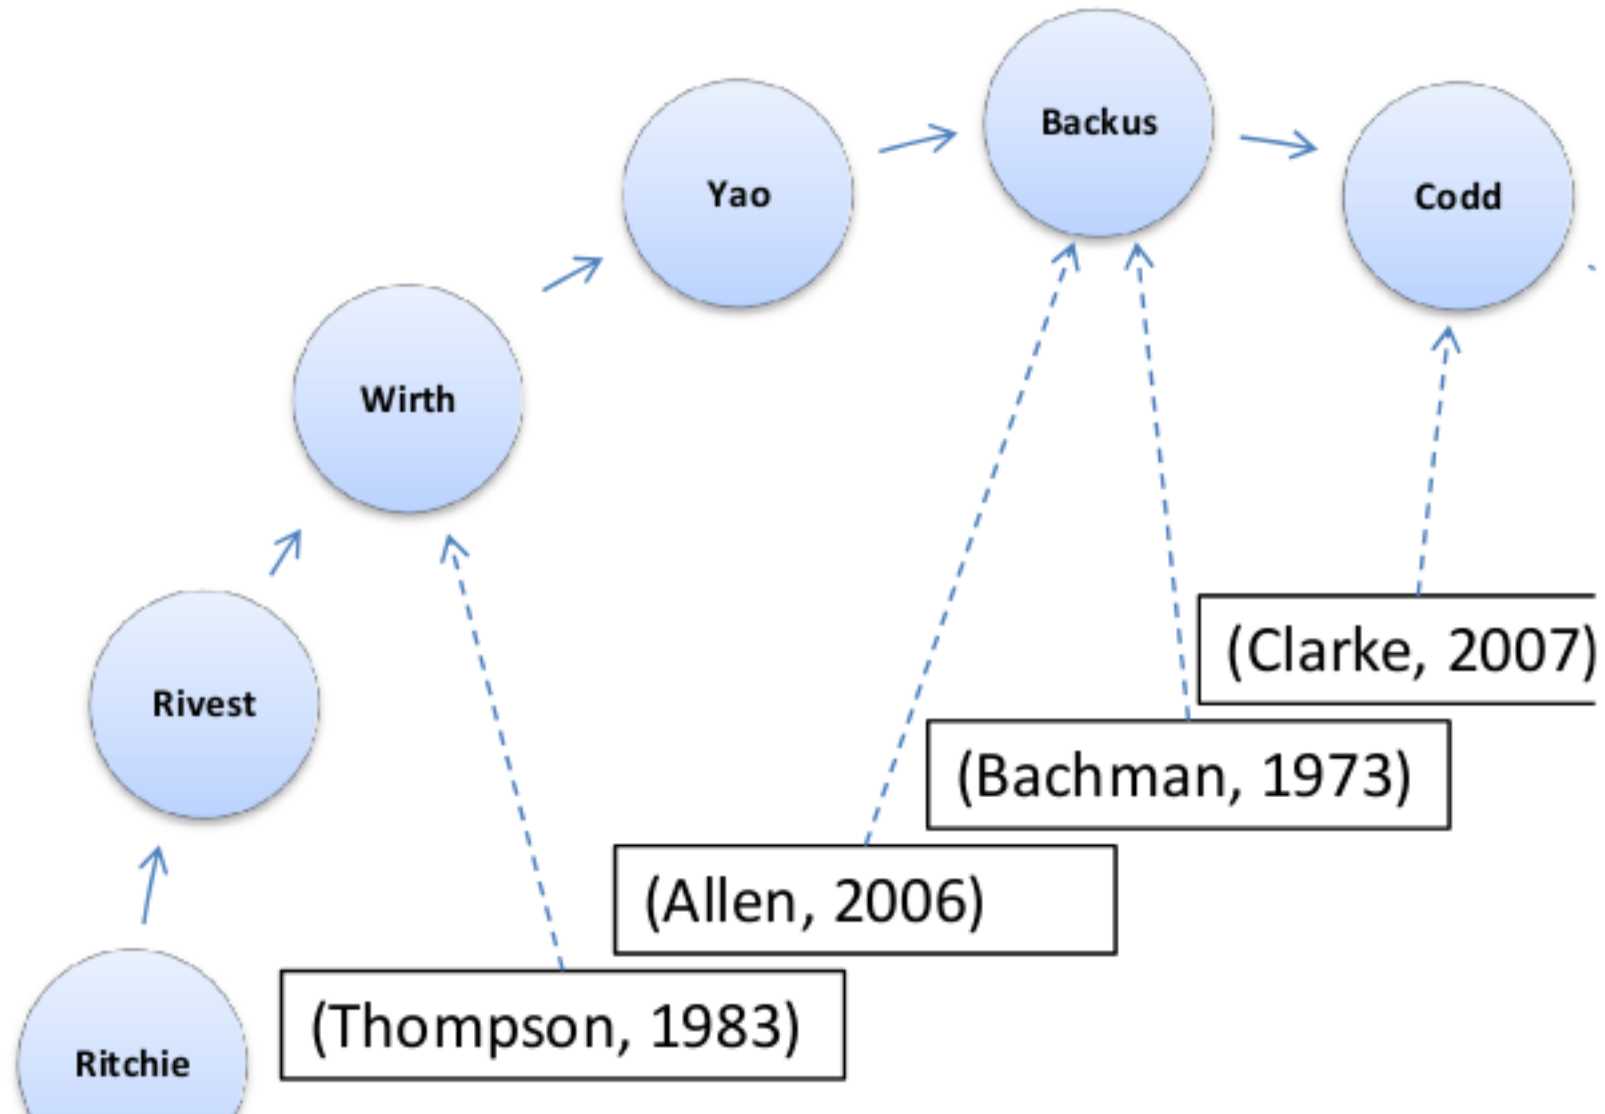 Backus
Yao
Codd
Wirth
Rivest
Ritchie
(Clarke, 2007)
(Bachman, 1973)
(Allen, 2006)
(Thompson, 1983)